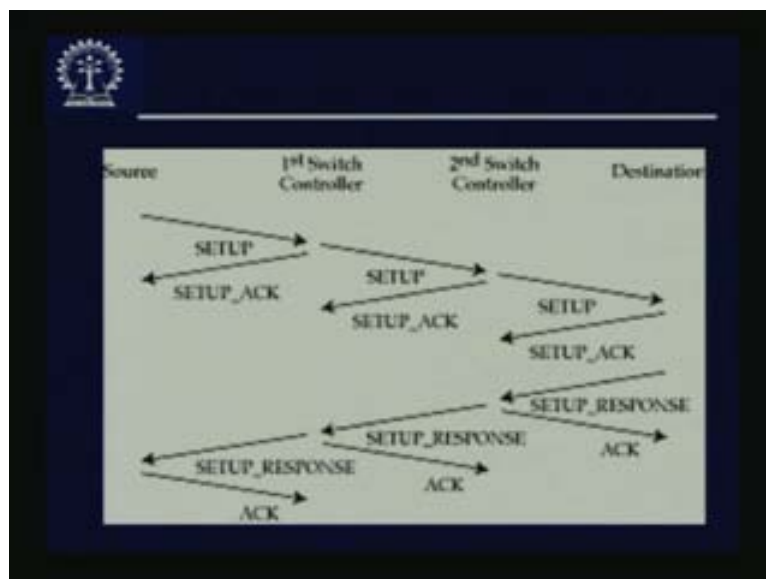 Source
1st Switch
Controller
2nd Switch
Controller
Destination
SETUP
SETUP_ACK
SETUP
SETUP_ACK
SETUP
SETUP_ACK
SETUP_RESPONSE
ACK
SETUP_RESPONSE
ACK
SETUP_RESPONSE
ACK